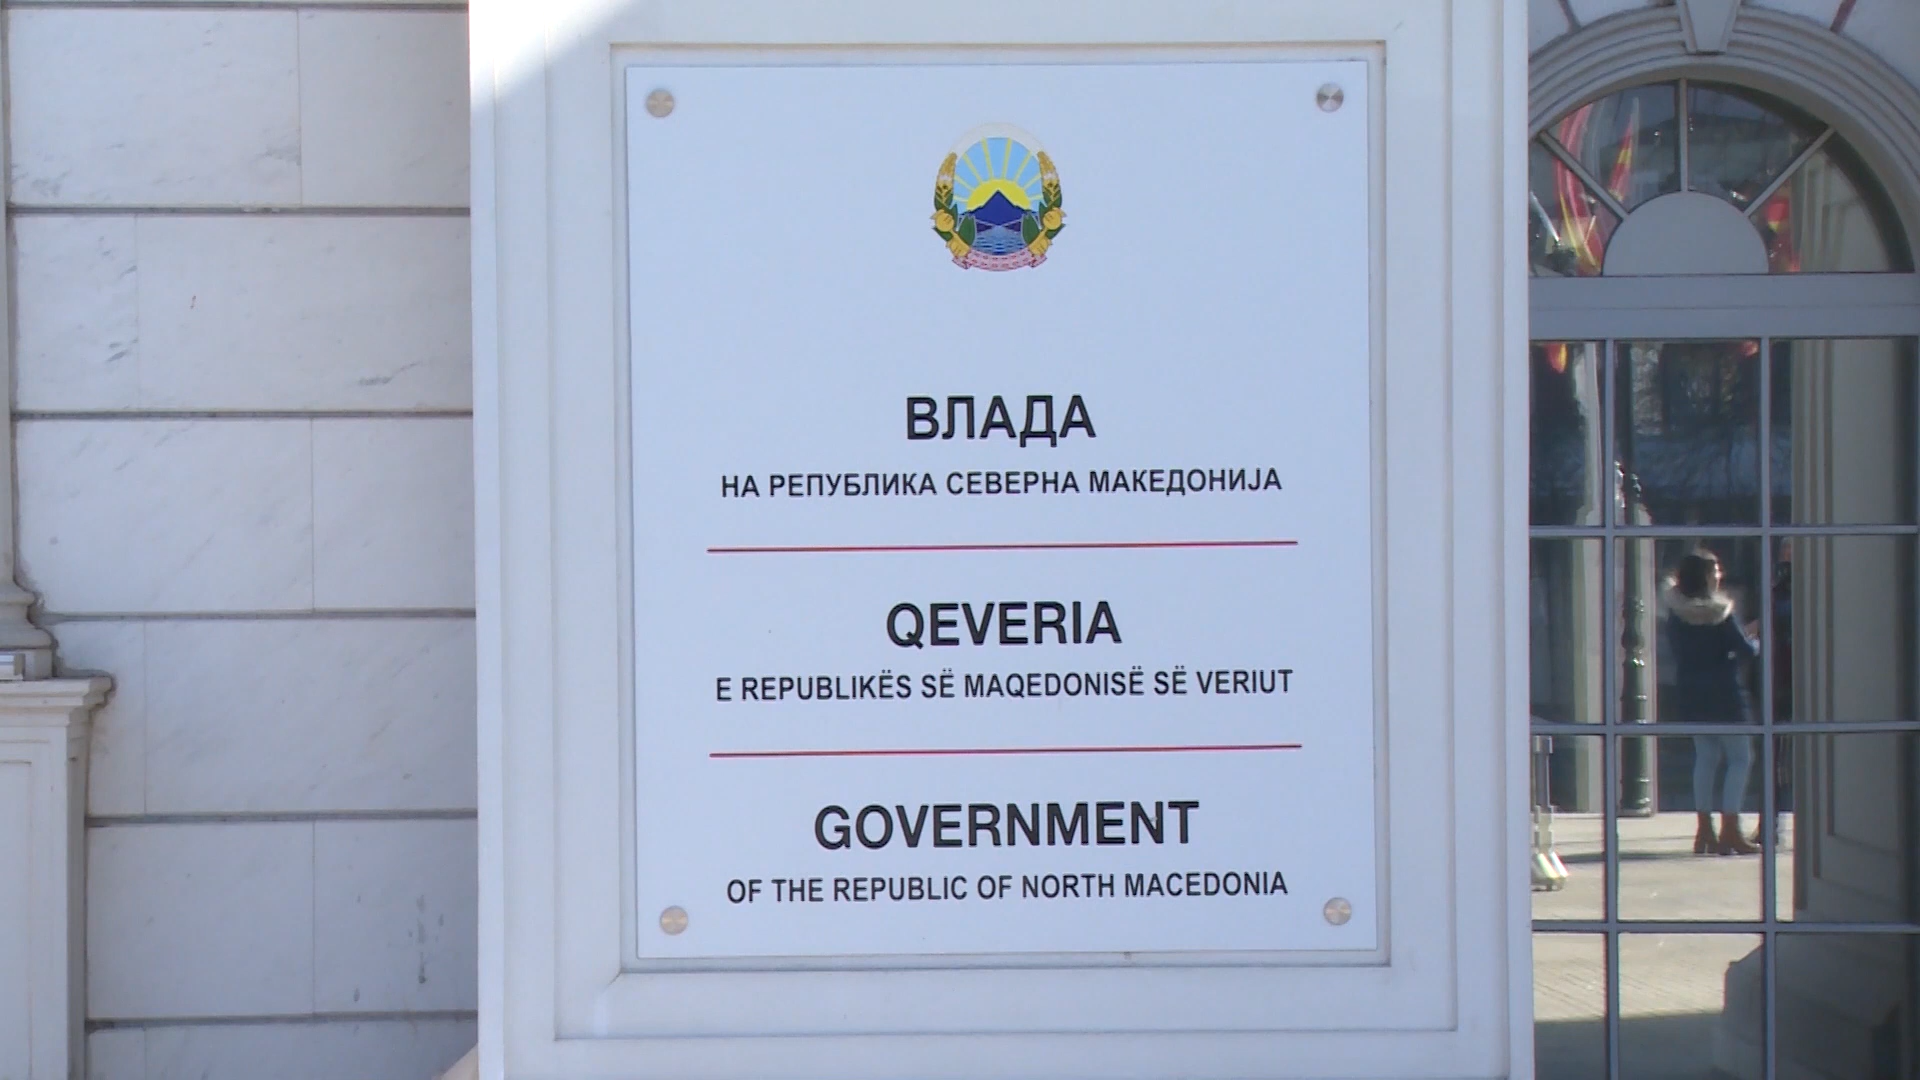 ВЛАДА
НА РЕПУБЛИКА СЕВЕРНА МАКЕДОНИЈА
QEVERIA
E REPUBLIKËS SË MAQEDONISË SË VERIUT
GOVERNMENT
OF THE REPUBLIC OF NORTH MACEDONIA